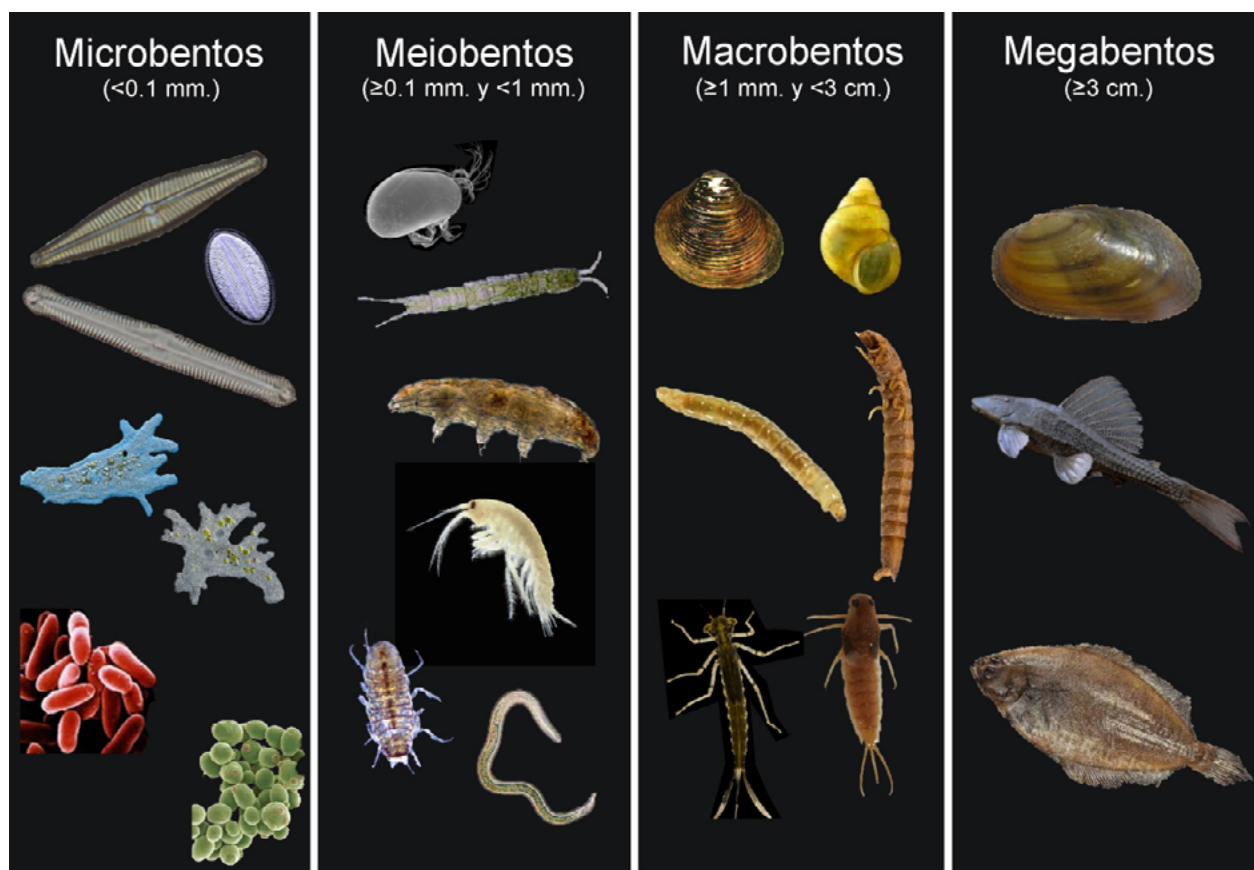 Microbentos
(<0.1 mm.)
Meiobentos
(≥0.1 mm. y <1 mm.)
Macrobentos
(≥1 mm. y <3 cm.)
Megabentos
(≥3 cm.)